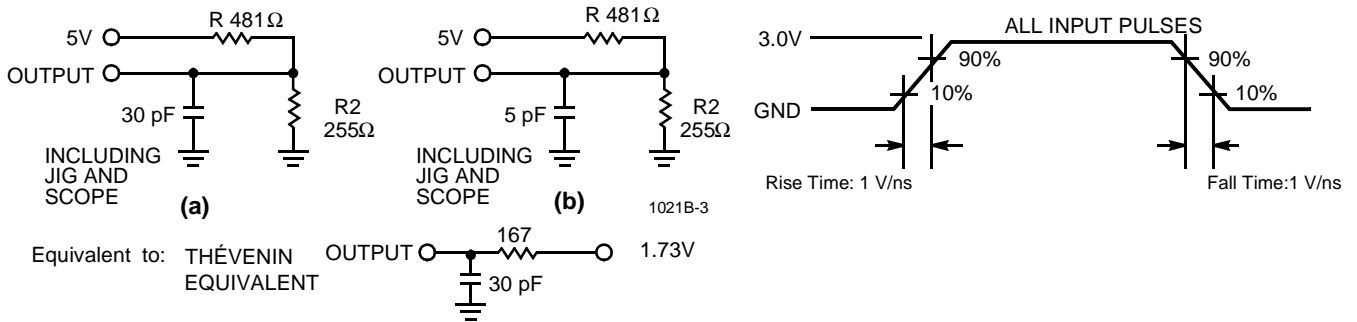 R 481Ω
5V
OUTPUT
30 pF
R2
255Ω
INCLUDING
JIG AND
SCOPE
(a)
R 481Ω
5V
OUTPUT
5 pF
R2
255Ω
INCLUDING
JIG AND
SCOPE
(b)
1021B-3
ALL INPUT PULSES
3.0V
90%
10%
GND
90%
10%
Rise Time: 1 V/ns
Fall Time:1 V/ns
Equivalent to: THÉVENIN
EQUIVALENT
OUTPUT
167
1.73V
30 pF